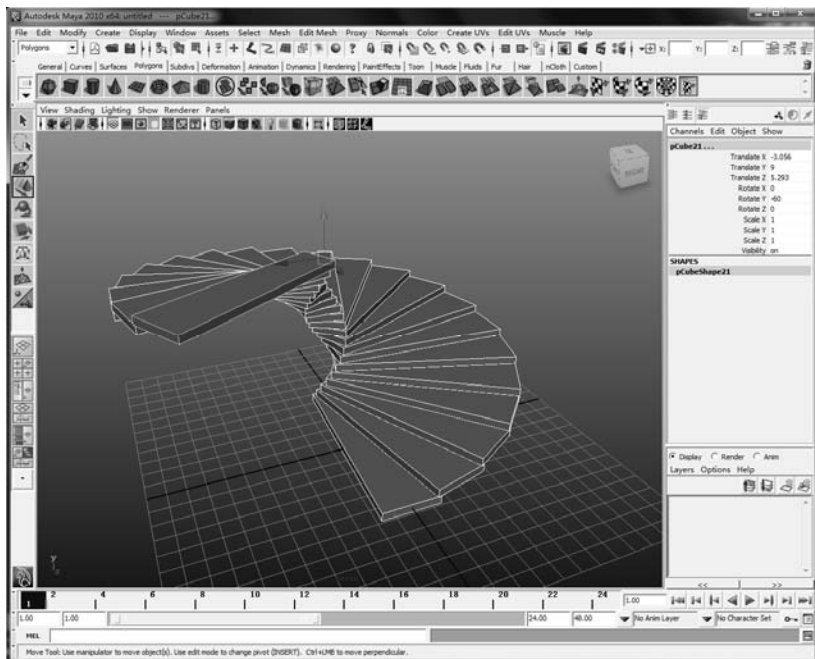 Autodesk Maya 2010 x64: untitled --- pCube21...
File Edit Modify Create Display Window Assets Select Mesh Edit Mesh Proxy Normals Color Create UVs Edit UVs Muscle Help
Polygons X: Y: Z:
General Curves Surfaces Polygons Subdivs Deformation Animation Dynamics Rendering PaintEffects Toon Muscle Fluids Fur Hair nCloth Custom
View Shading Lighting Show Renderer Panels
Channels Edit Object Show
pCube21 ...
Translate X -3.056
Translate Y 9
Translate Z 5.293
Rotate X 0
Rotate Y -60
Rotate Z 0
Scale X 1
Scale Y 1
Scale Z 1
Visibility on
SHAPES
pCubeShape21
RIGHT
Display Render Anim
Layers Options Help
y
<< >>
1 2 4 6 8 10 12 14 16 18 20 22 24 1.00
1.00 1.00 24.00 48.00 No Anim Layer No Character Set
MEL
Move Tool: Use manipulator to move object(s). Use edit mode to change pivot (INSERT). Ctrl+LMB to move perpendicular.